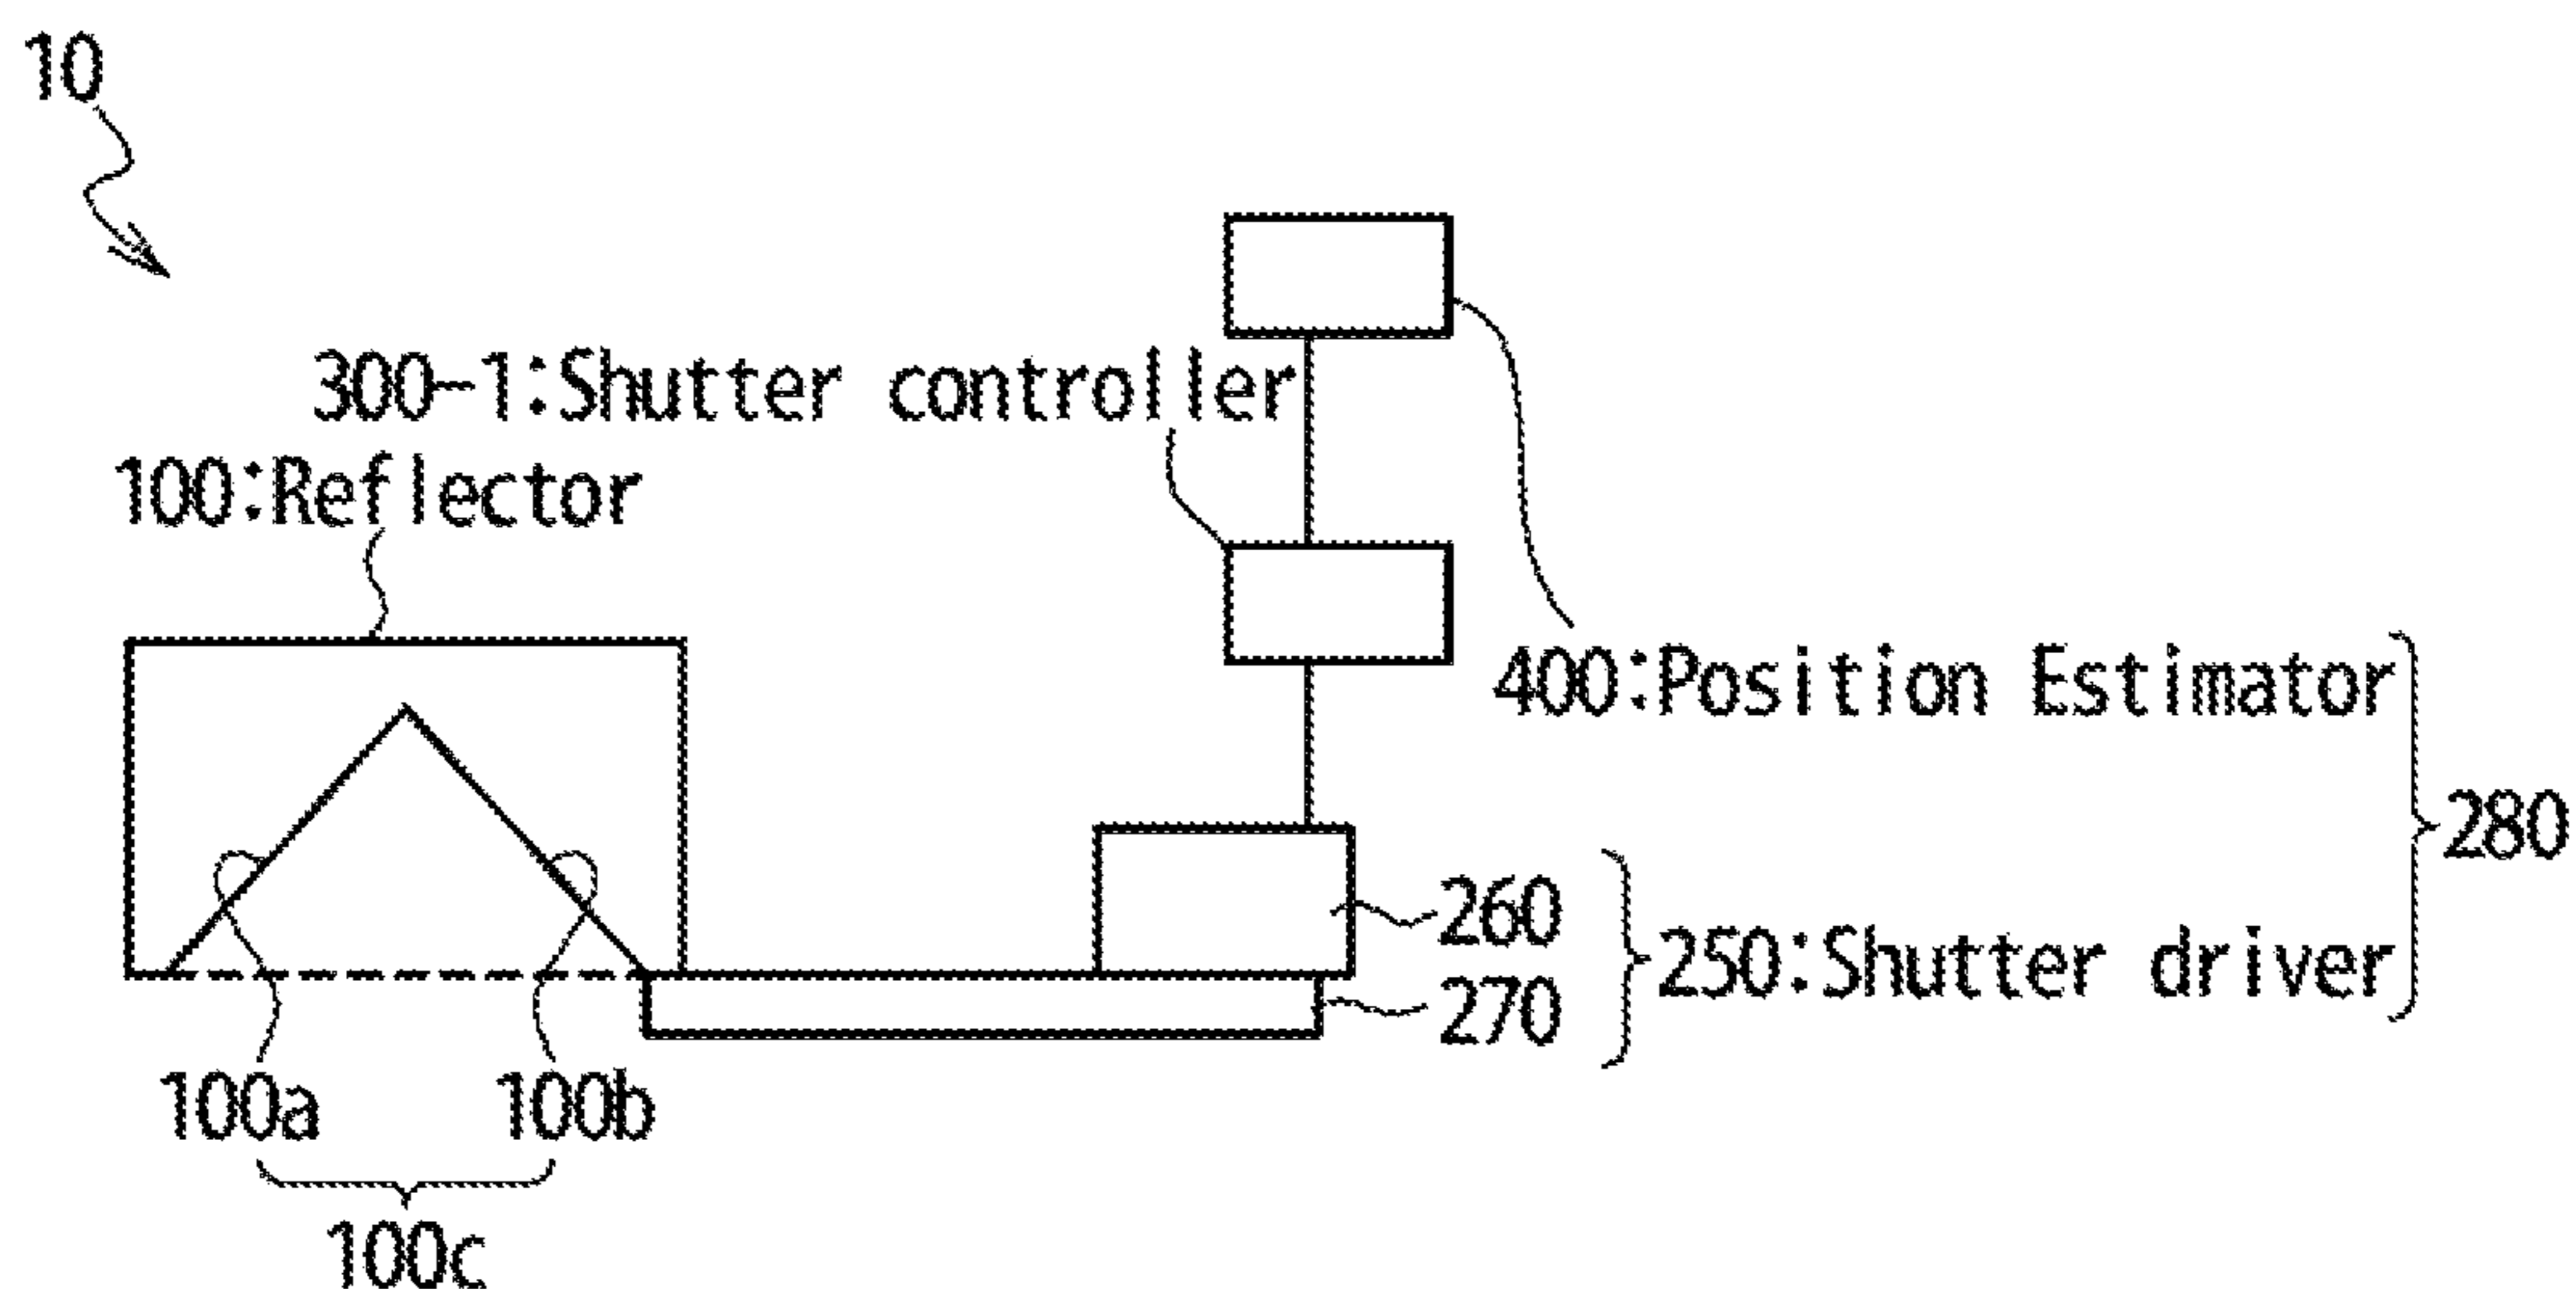 10
300-1:Shutter controller
100:Reflector
400:Position Estimator
280
260
250:Shutter driver
270
100a
100b
100c